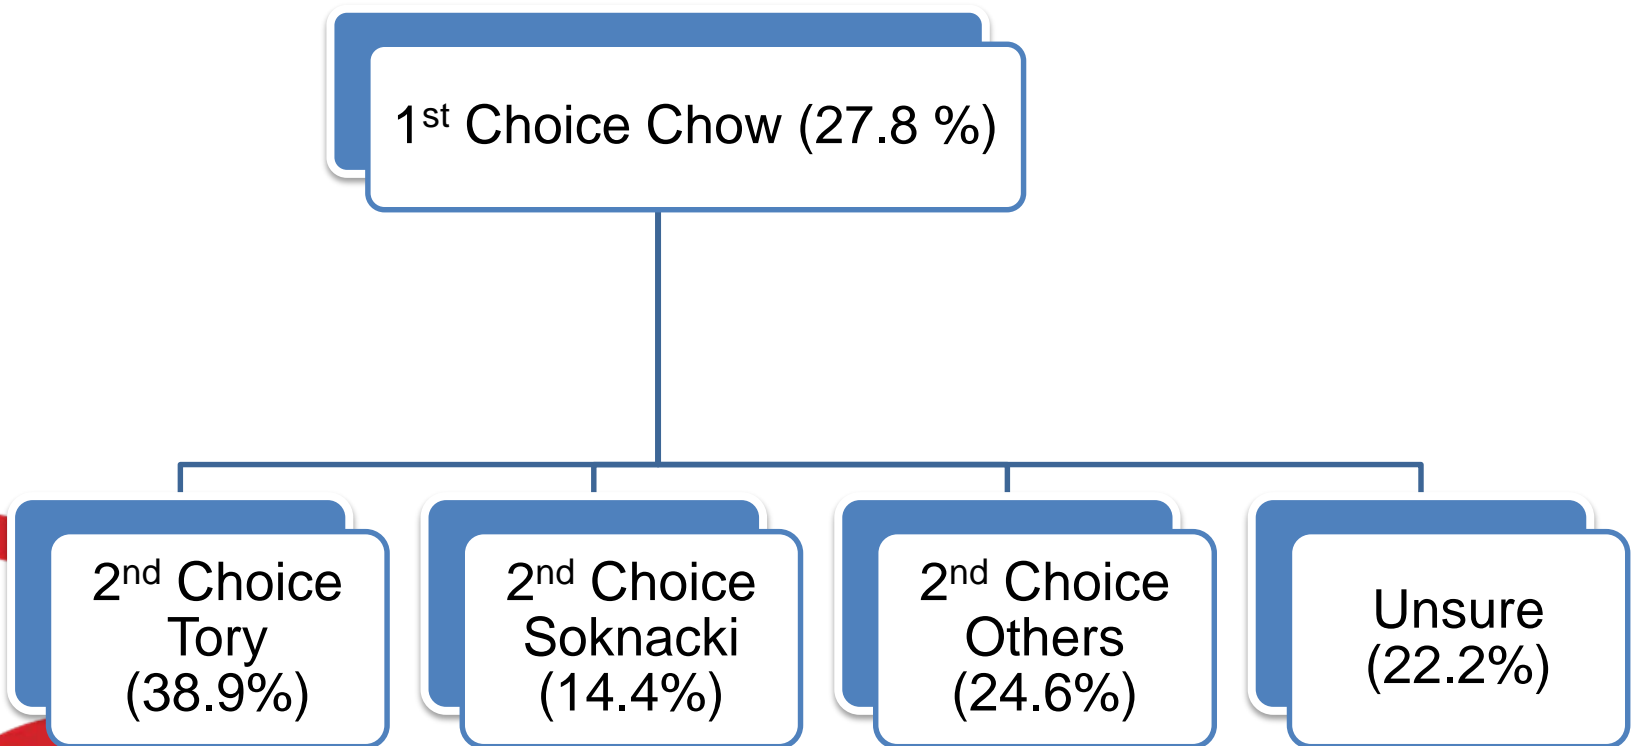 1st Choice Chow (27.8 %)
2nd Choice
Tory
(38.9%)
2nd Choice
Soknacki
(14.4%)
2nd Choice
Others
(24.6%)
Unsure
(22.2%)